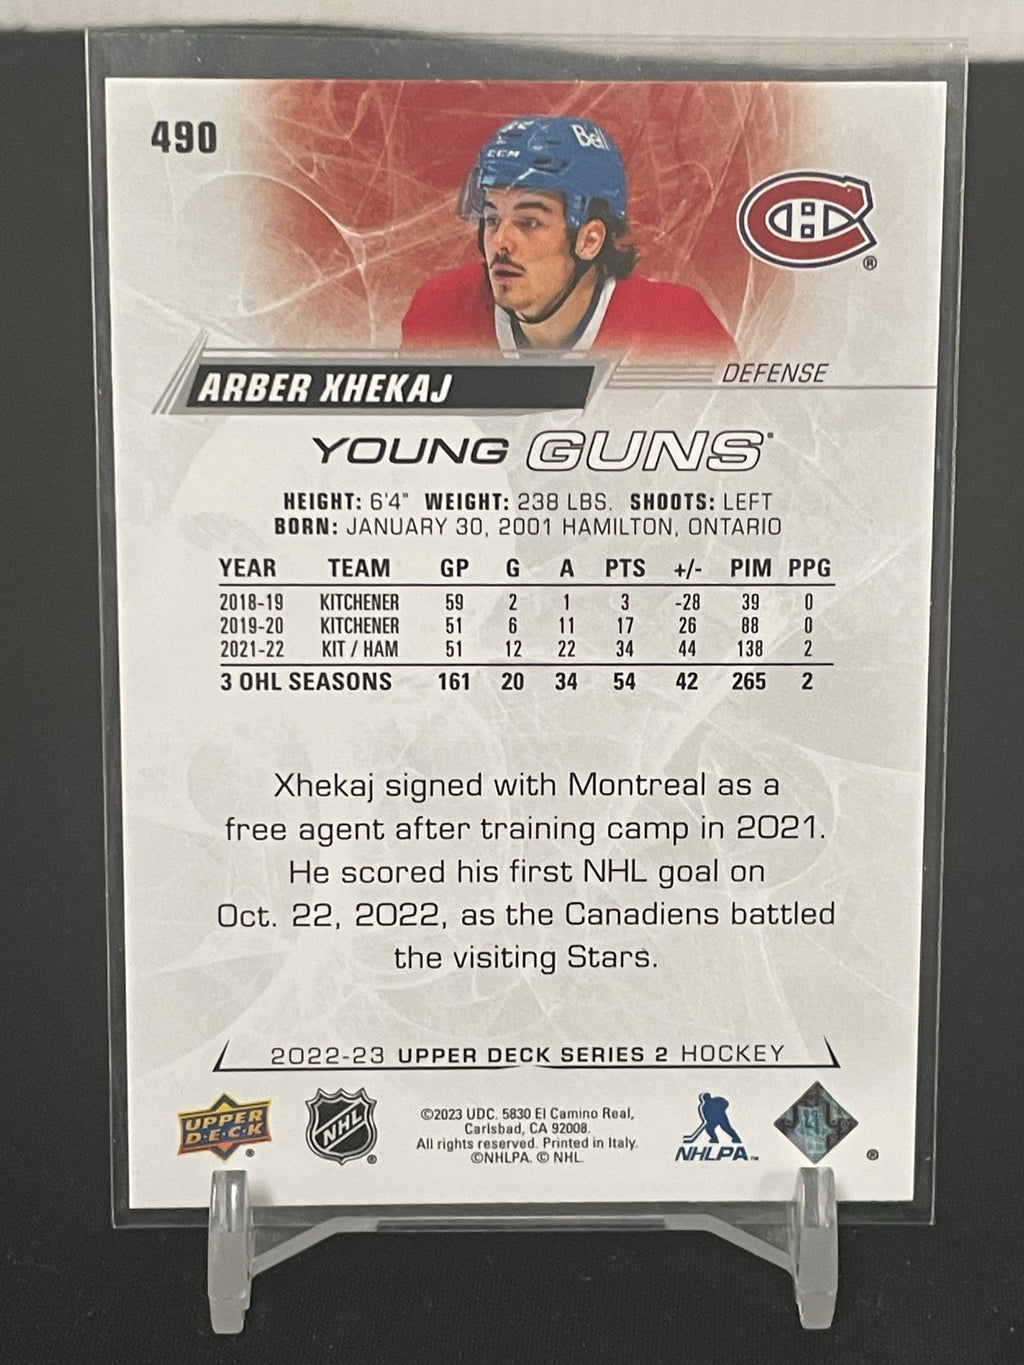 490
CCM
Bell
®
ARBER XHEKAJ
DEFENSE
YOUNG GUNS
HEIGHT: 6'4" WEIGHT: 238 LBS. SHOOTS: LEFT
BORN: JANUARY 30, 2001 HAMILTON, ONTARIO
YEAR TEAM GP G A PTS +/- PIM PPG
2018-19 KITCHENER 59 2 1 3 -28 39 0
2019-20 KITCHENER 51 6 11 17 26 88 0
2021-22 KIT / HAM 51 12 22 34 44 138 2
3 OHL SEASONS 161 20 34 54 42 265 2
Xhekaj signed with Montreal as a
free agent after training camp in 2021.
He scored his first NHL goal on
Oct. 22, 2022, as the Canadiens battled
the visiting Stars.
2022-23 UPPER DECK SERIES 2 HOCKEY
UPPER
D·E·C·K
®
NHL
®
©2023 UDC. 5830 El Camino Real,
Carlsbad, CA 92008.
All rights reserved. Printed in Italy.
©NHLPA. © NHL.
NHLPA™
®